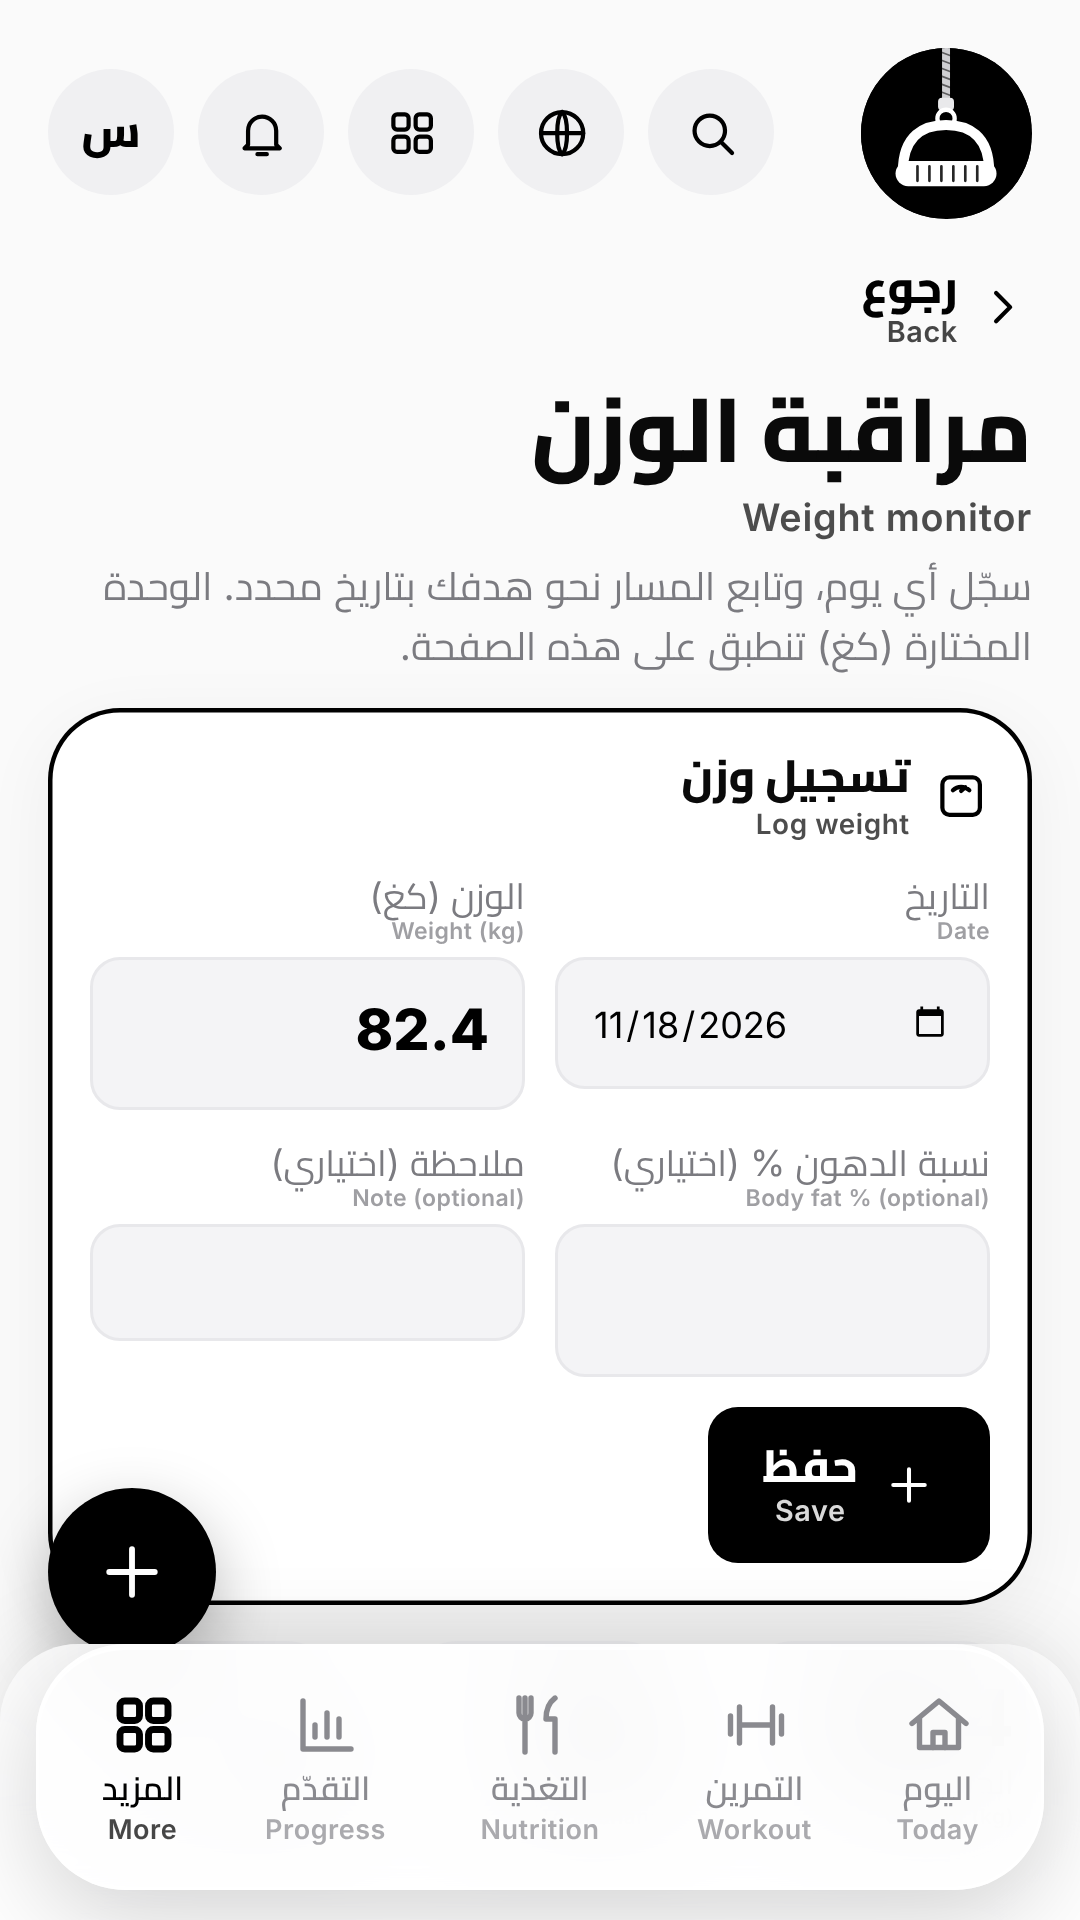 س
رجوع
Back
مراقبة الوزن
Weight monitor
سجّل أي يوم، وتابع المسار نحو هدفك بتاريخ محدد. الوحدة
المختارة (كغ) تنطبق على هذه الصفحة.
تسجيل وزن
Log weight
التاريخ
Date
الوزن (كغ)
Weight (kg)
11/18/2026
82.4
نسبة الدهون % (اختياري)
Body fat % (optional)
ملاحظة (اختياري)
Note (optional)
حفظ
Save
اليوم
Today
التمرين
Workout
التغذية
Nutrition
التقدّم
Progress
المزيد
More